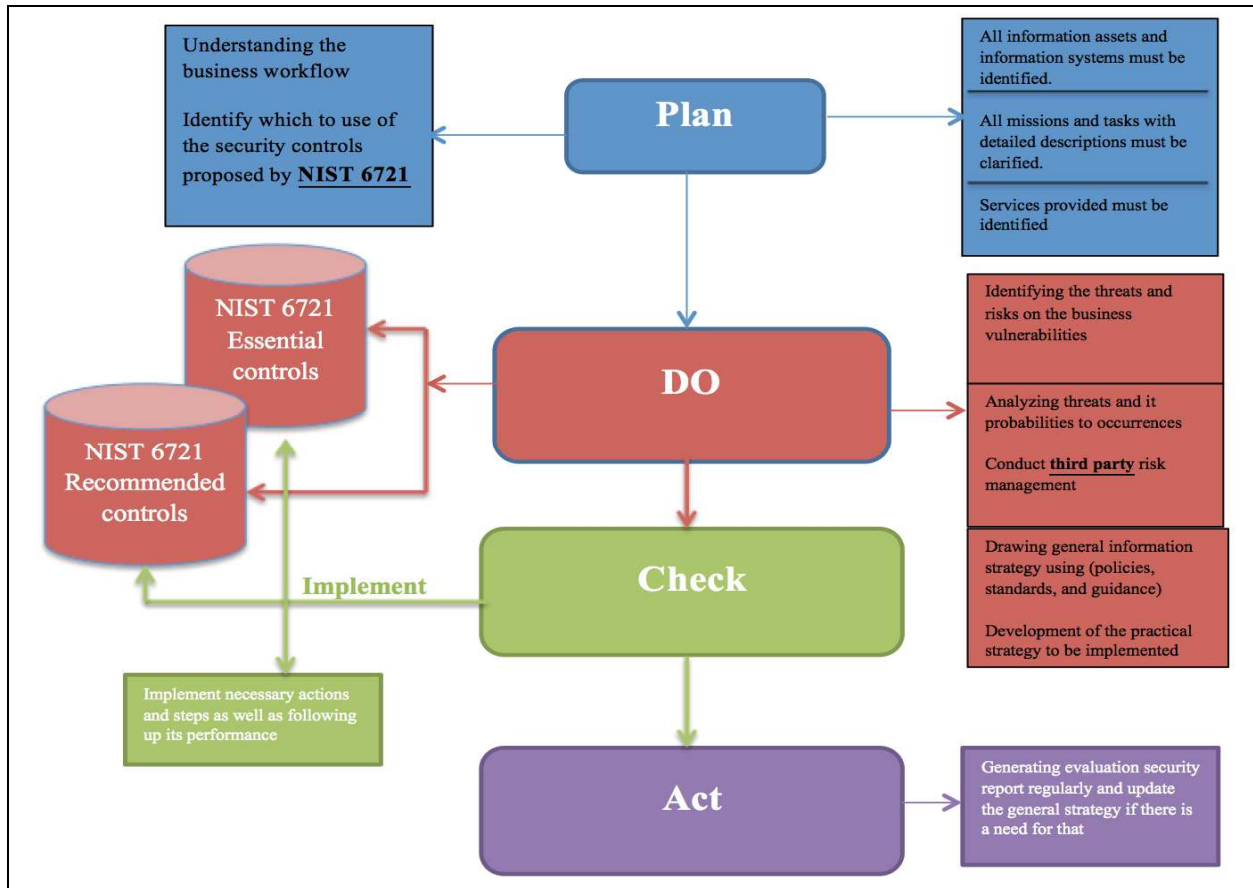 Understanding the
business workflow
Identify which to use of
the security controls
proposed by NIST 6721
Plan
All information assets and
information systems must be
identified.
All missions and tasks with
detailed descriptions must be
clarified.
Services provided must be
identified
NIST 6721
Essential
controls
NIST 6721
Recommended
controls
DO
Identifying the threats and
risks on the business
vulnerabilities
Analyzing threats and it
probabilities to occurrences
Conduct third party risk
management
Drawing general information
strategy using (policies,
standards, and guidance)
Development of the practical
strategy to be implemented
Implement
Check
Implement necessary actions
and steps as well as following
up its performance
Act
Generating evaluation security
report regularly and update
the general strategy if there is
a need for that